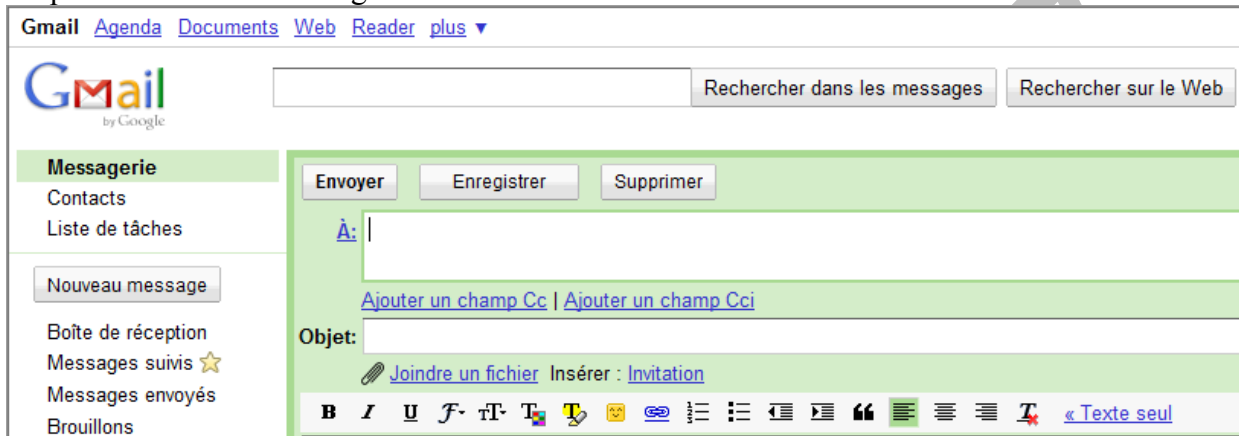 Gmail Agenda Documents Web Reader plus ▼
Gmail
by Google
Rechercher dans les messages Rechercher sur le Web
Messagerie
Contacts
Liste de tâches
Nouveau message
Boîte de réception
Messages suivis
Messages envoyés
Brouillons
Envoyer Enregistrer Supprimer
À:
Ajouter un champ Cc | Ajouter un champ Cci
Objet:
Joindre un fichier Insérer : Invitation
B I U F T T T T « Texte seul